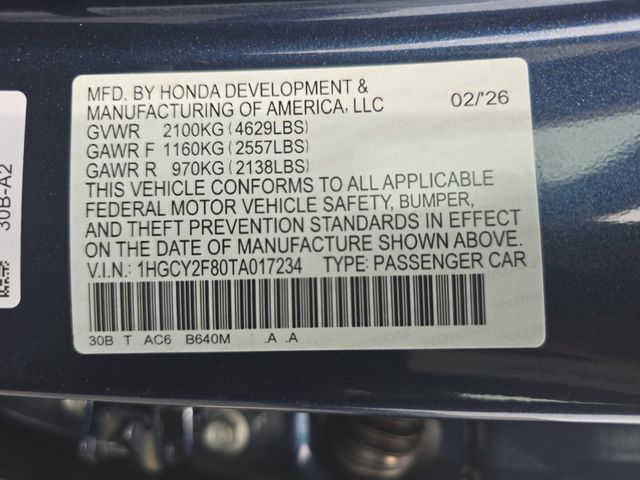 MFD. BY HONDA DEVELOPMENT &
MANUFACTURING OF AMERICA, LLC 02/'26
GVWR 2100KG (4629LBS)
GAWR F 1160KG (2557LBS)
GAWR R 970KG (2138LBS)
THIS VEHICLE CONFORMS TO ALL APPLICABLE
FEDERAL MOTOR VEHICLE SAFETY, BUMPER,
AND THEFT PREVENTION STANDARDS IN EFFECT
ON THE DATE OF MANUFACTURE SHOWN ABOVE.
V.I.N.: 1HGCY2F80TA017234 TYPE: PASSENGER CAR
30B T AC6 B640M .A .A
30B-A2